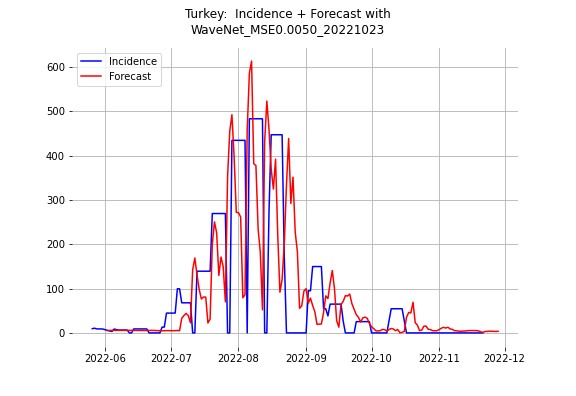 Turkey:  Incidence + Forecast with
WaveNet_MSE0.0050_20221023
Incidence
Forecast
600
500
400
300
200
100
0
2022-06 2022-07 2022-08 2022-09 2022-10 2022-11 2022-12